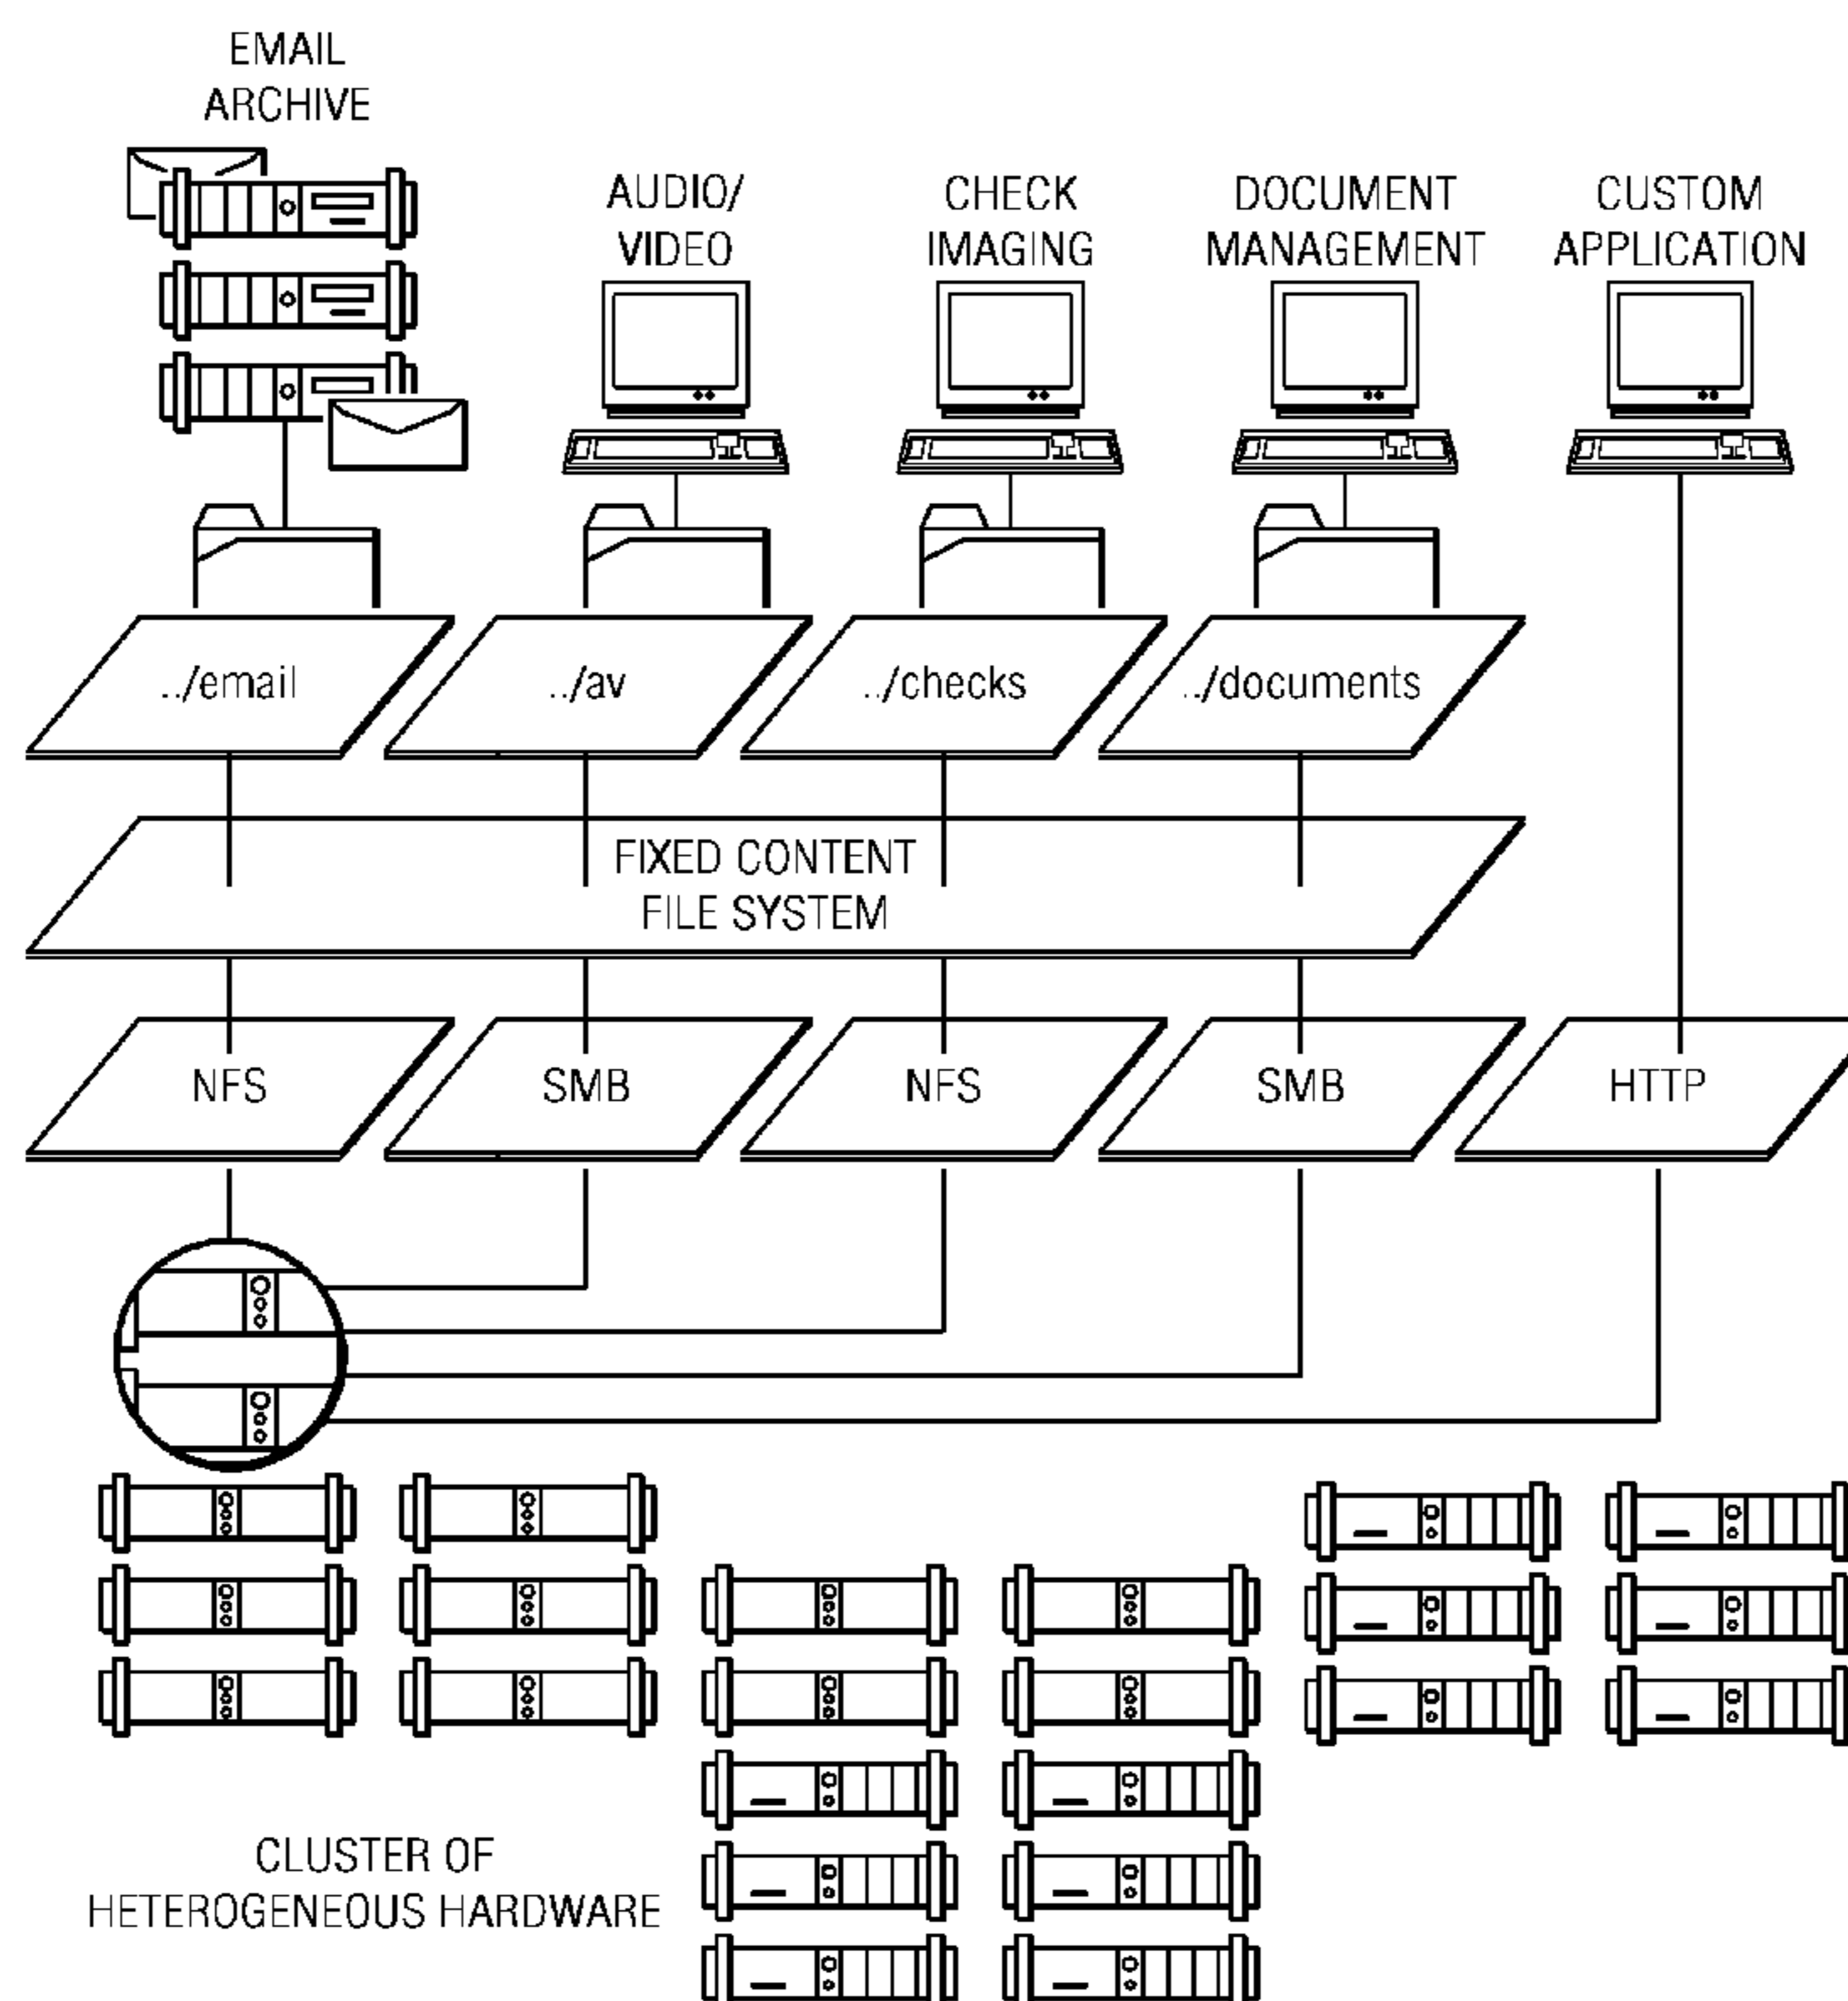 EMAIL
ARCHIVE
AUDIO/
VIDEO
CHECK
IMAGING
DOCUMENT
MANAGEMENT
CUSTOM
APPLICATION
../email
../av
../checks
../documents
FIXED CONTENT
FILE SYSTEM
NFS
SMB
NFS
SMB
HTTP
CLUSTER OF
HETEROGENEOUS HARDWARE